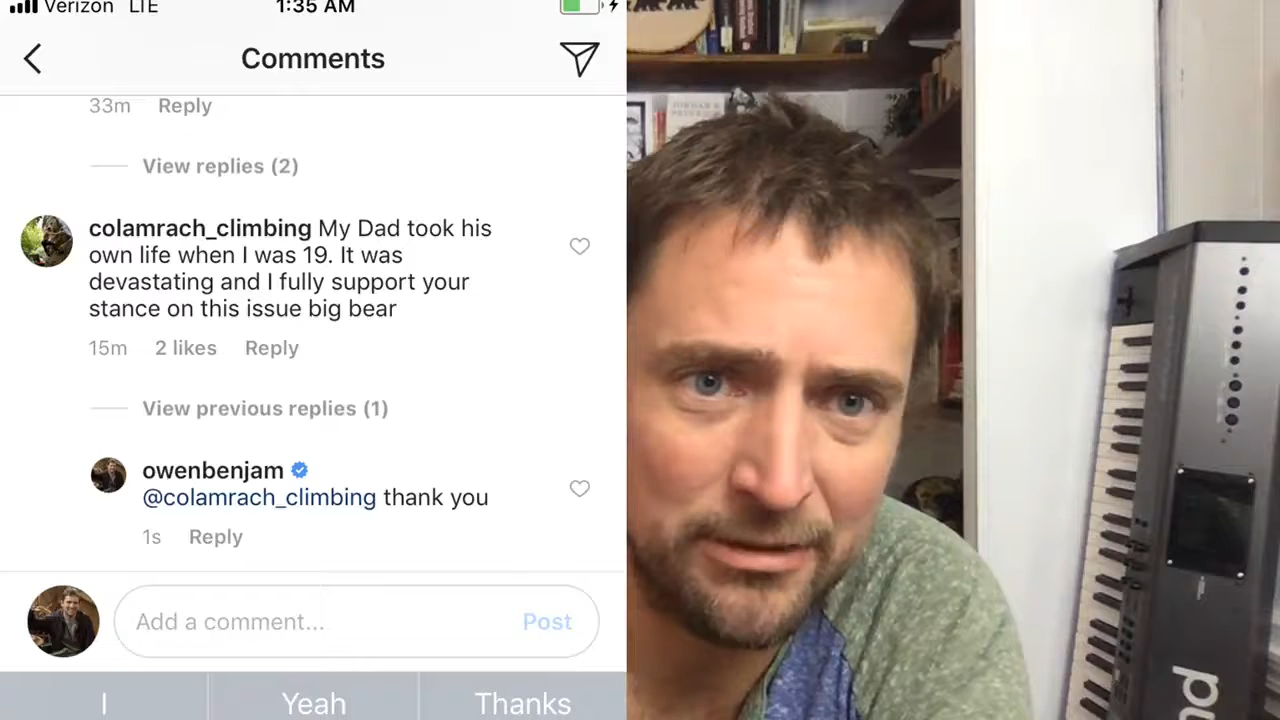 Verizon LTE
1:35 AM
Comments
33m Reply
View replies (2)
colamrach_climbing My Dad took his
own life when I was 19. It was
devastating and I fully support your
stance on this issue big bear
15m 2 likes Reply
View previous replies (1)
owenbenjam
@colamrach_climbing thank you
1s Reply
Add a comment... Post
I Yeah Thanks
JORDAN B
PETERSON